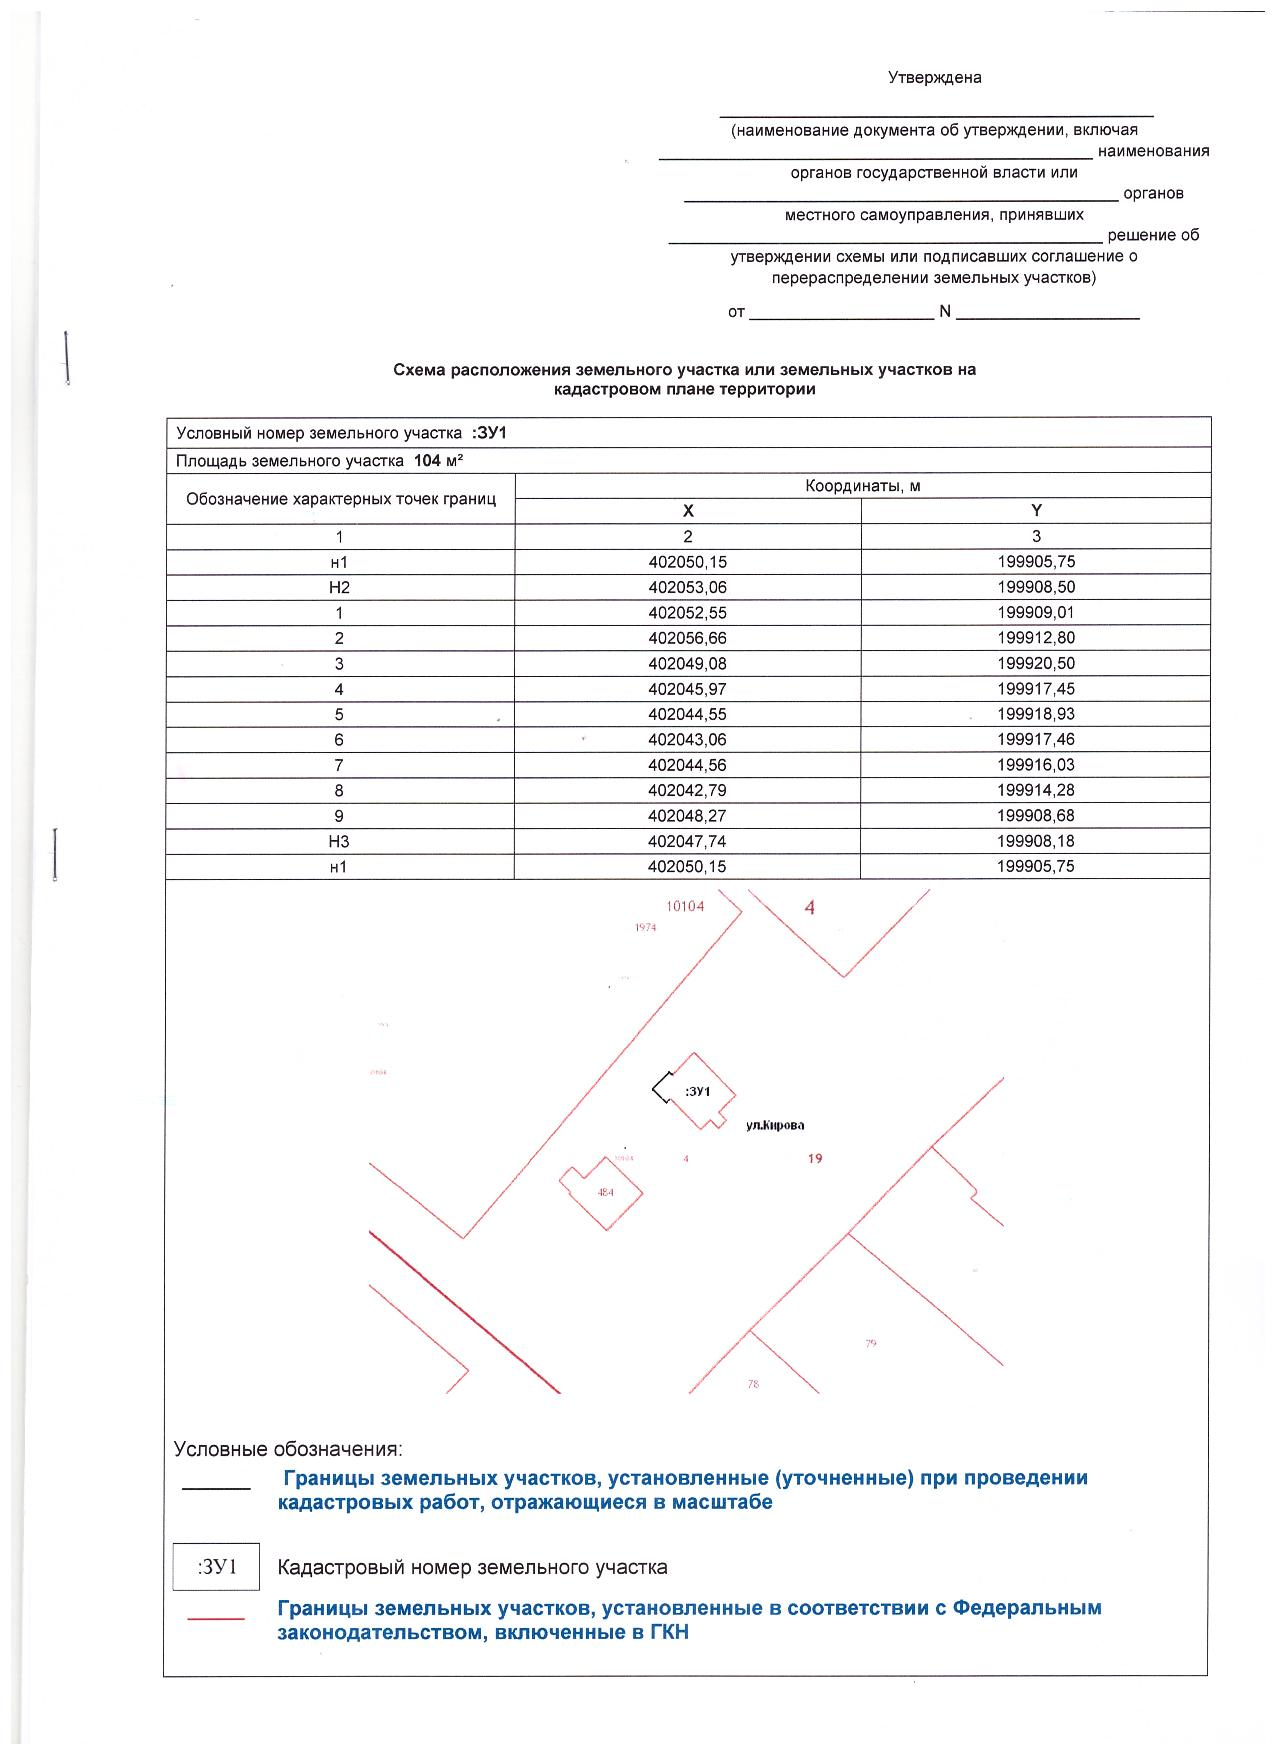 Утверждена
(наименование документа об утверждении, включая
наименования
органов государственной власти или
органов
местного самоуправления, принявших
решение об
утверждении схемы или подписавших соглашение о
перераспределении земельных участков)
от ____________________ N ____________________
Схема расположения земельного участка или земельных участков на
кадастровом плане территории
Условный номер земельного участка :ЗУ1
Площадь земельного участка 104 м²
Обозначение характерных точек границ
Координаты, м
X Y
1 2 3
н1 402050,15 199905,75
Н2 402053,06 199908,50
1 402052,55 199909,01
2 402056,66 199912,80
3 402049,08 199920,50
4 402045,97 199917,45
5 402044,55 199918,93
6 402043,06 199917,46
7 402044,56 199916,03
8 402042,79 199914,28
9 402048,27 199908,68
Н3 402047,74 199908,18
н1 402050,15 199905,75
10104 4
1974
:ЗУ1
ул.Кирова
4 19
484
79
78
Условные обозначения:
Границы земельных участков, установленные (уточненные) при проведении
кадастровых работ, отражающиеся в масштабе
:ЗУ1 Кадастровый номер земельного участка
Границы земельных участков, установленные в соответствии с Федеральным
законодательством, включенные в ГКН